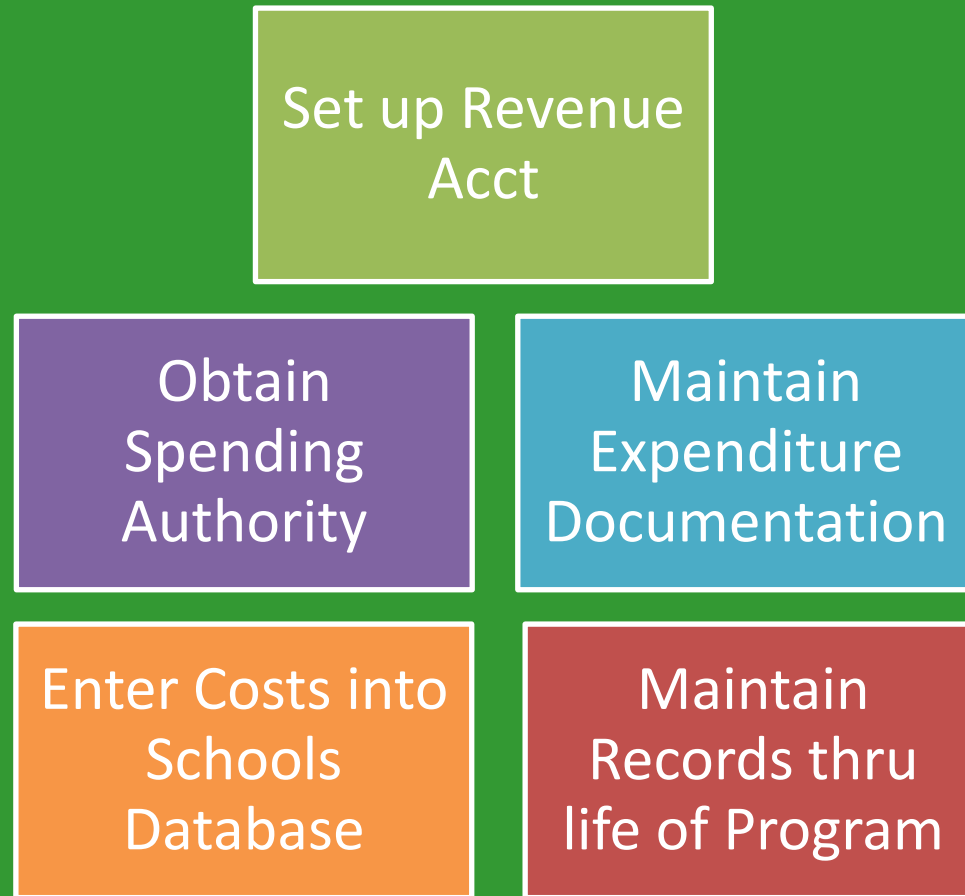 Set up Revenue
Acct
Obtain
Spending
Authority
Maintain
Expenditure
Documentation
Enter Costs into
Schools
Database
Maintain
Records thru
life of Program